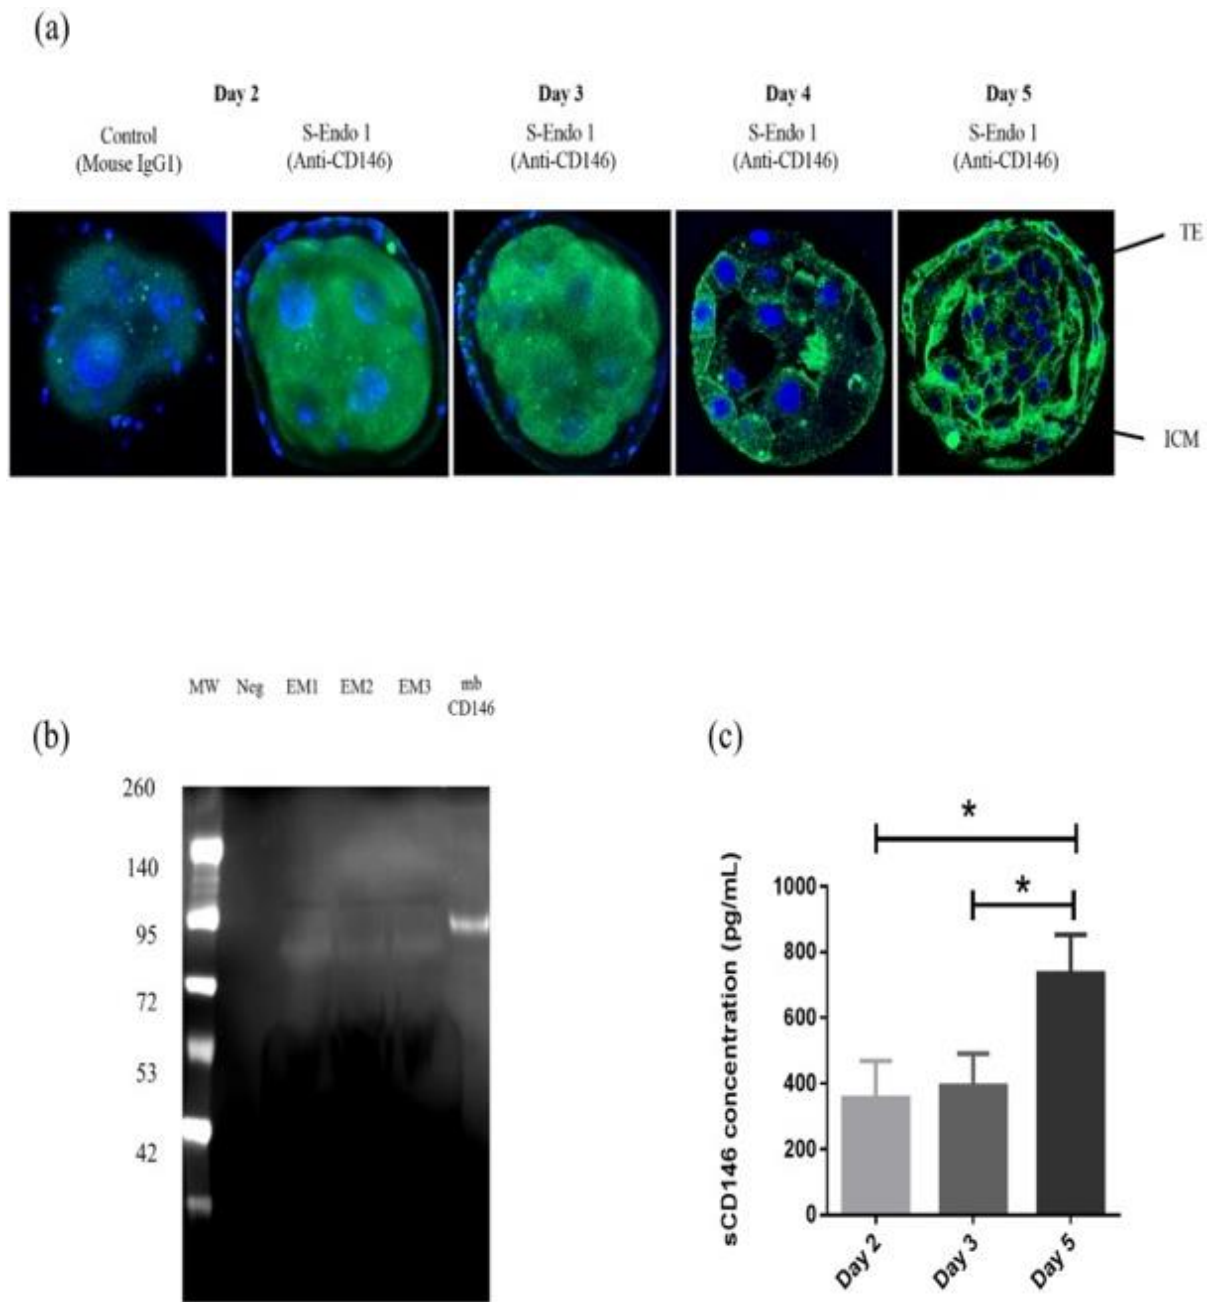 (a)
Day 2
Day 3
Day 4
Day 5
Control
(Mouse IgG1)
S-Endo 1
(Anti-CD146)
S-Endo 1
(Anti-CD146)
S-Endo 1
(Anti-CD146)
S-Endo 1
(Anti-CD146)
TE
ICM
MW
Neg
EM1
EM2
EM3
mb
CD146
(b)
260
140
95
72
53
42
(c)
*
*
sCD146 concentration (pg/mL)
1000
800
600
400
200
0
Day 2
Day 3
Day 5